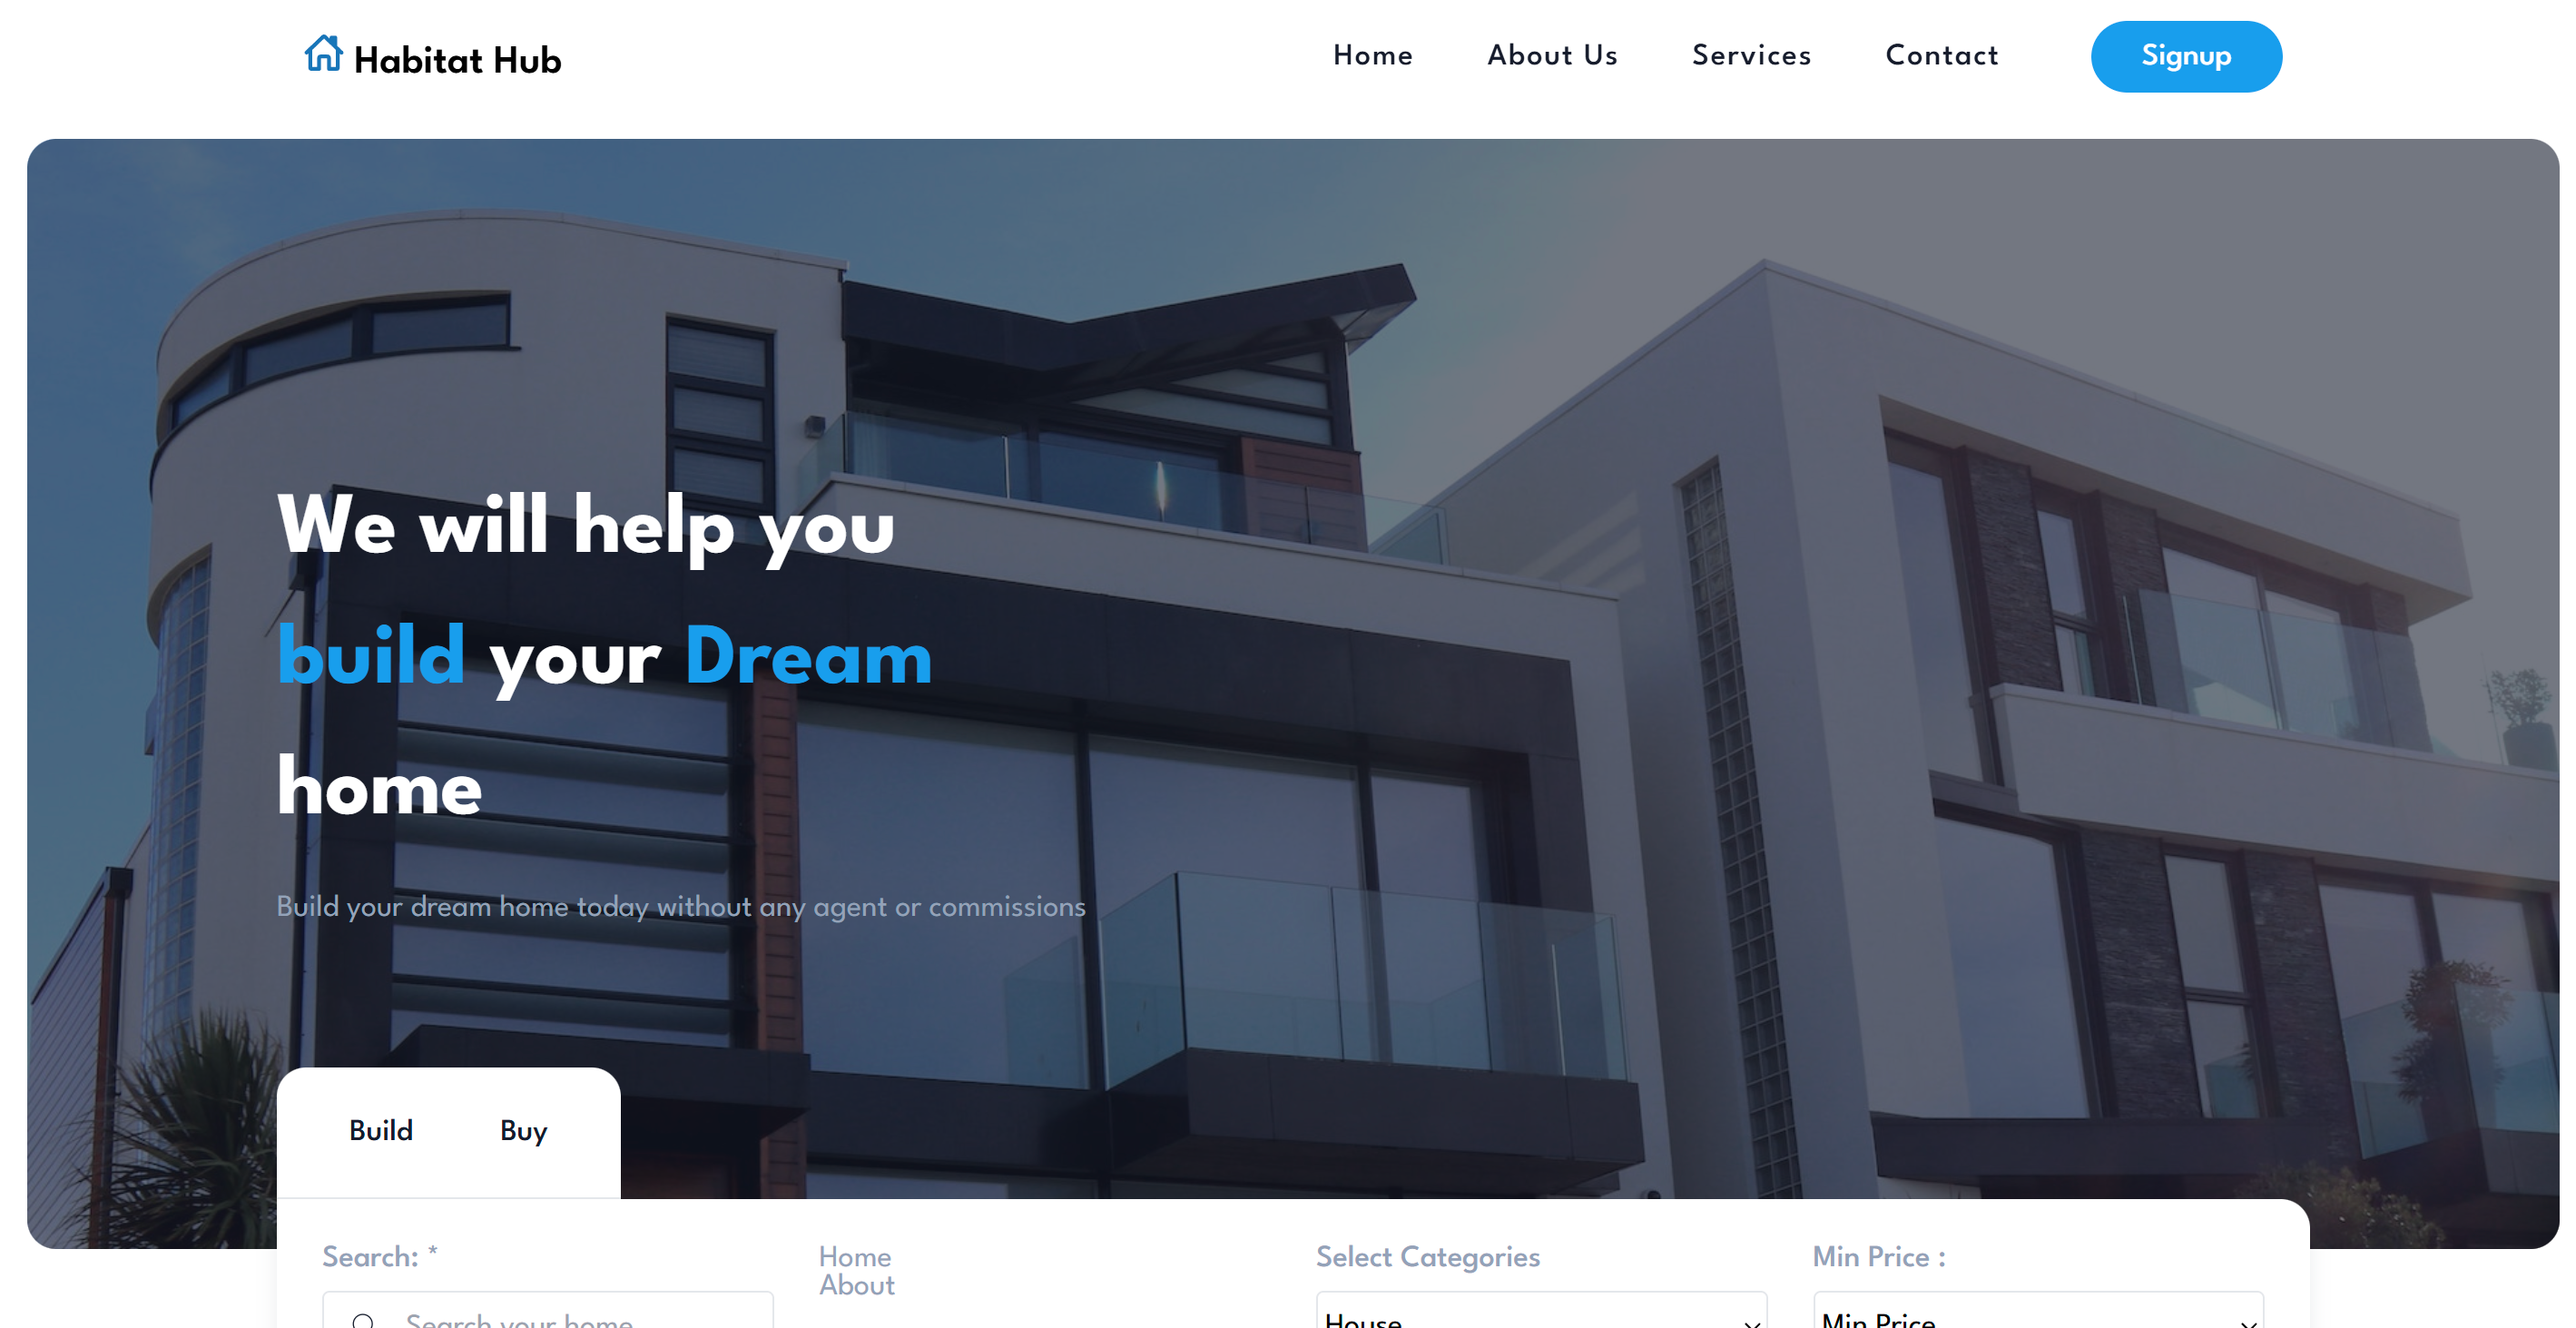 Habitat Hub
Home
About Us
Services
Contact
Signup
We will help you
build your Dream
home
Build your dream home today without any agent or commissions
Build
Buy
Search: *
Search your home
Home
About
Select Categories
House
Min Price :
Min Price